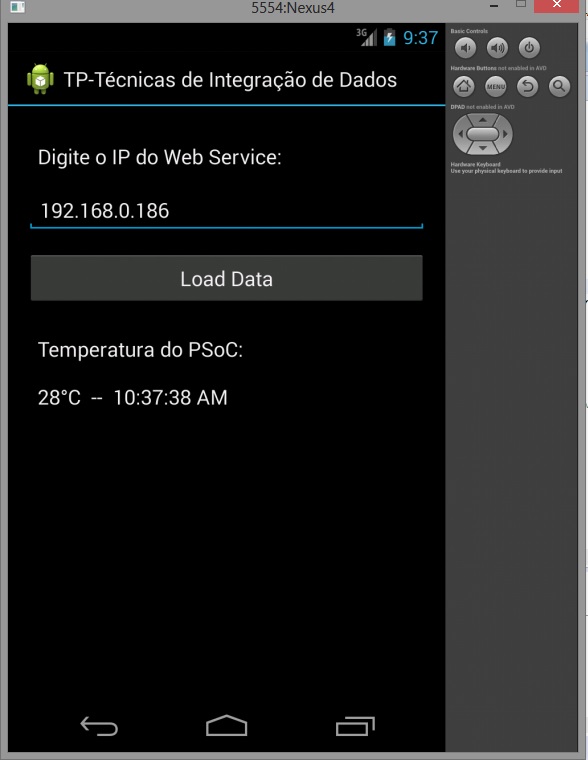 5554:Nexus4
3G 9:37
TP-Técnicas de Integração de Dados
Digite o IP do Web Service:
192.168.0.186
Load Data
Temperatura do PSoC:
28°C -- 10:37:38 AM
Basic Controls
Hardware Buttons not enabled in AVD
MENU
DPAD not enabled in AVD
Hardware Keyboard
Use your physical keyboard to provide input